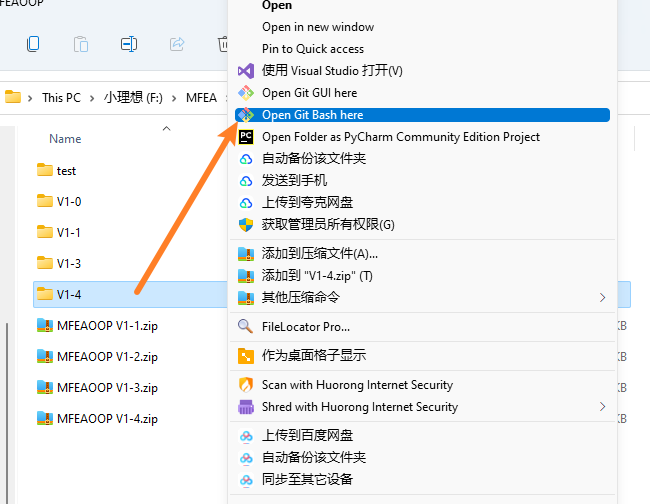 MFEAOOP
This PC > 小理想 (F:) > MFEA >
Name
test
V1-0
V1-1
V1-3
V1-4
MFEAOOP V1-1.zip
MFEAOOP V1-2.zip
MFEAOOP V1-3.zip
MFEAOOP V1-4.zip
Open
Open in new window
Pin to Quick access
使用 Visual Studio 打开(V)
Open Git GUI here
Open Git Bash here
PC Open Folder as PyCharm Community Edition Project
自动备份该文件夹
发送到手机
上传到夸克网盘
获取管理员所有权限(G)
添加到压缩文件(A)...
添加到 "V1-4.zip" (T)
其他压缩命令
FileLocator Pro...
作为桌面格子显示
Scan with Huorong Internet Security
Shred with Huorong Internet Security
上传到百度网盘
自动备份该文件夹
同步至其它设备
KB
KB
KB
KB